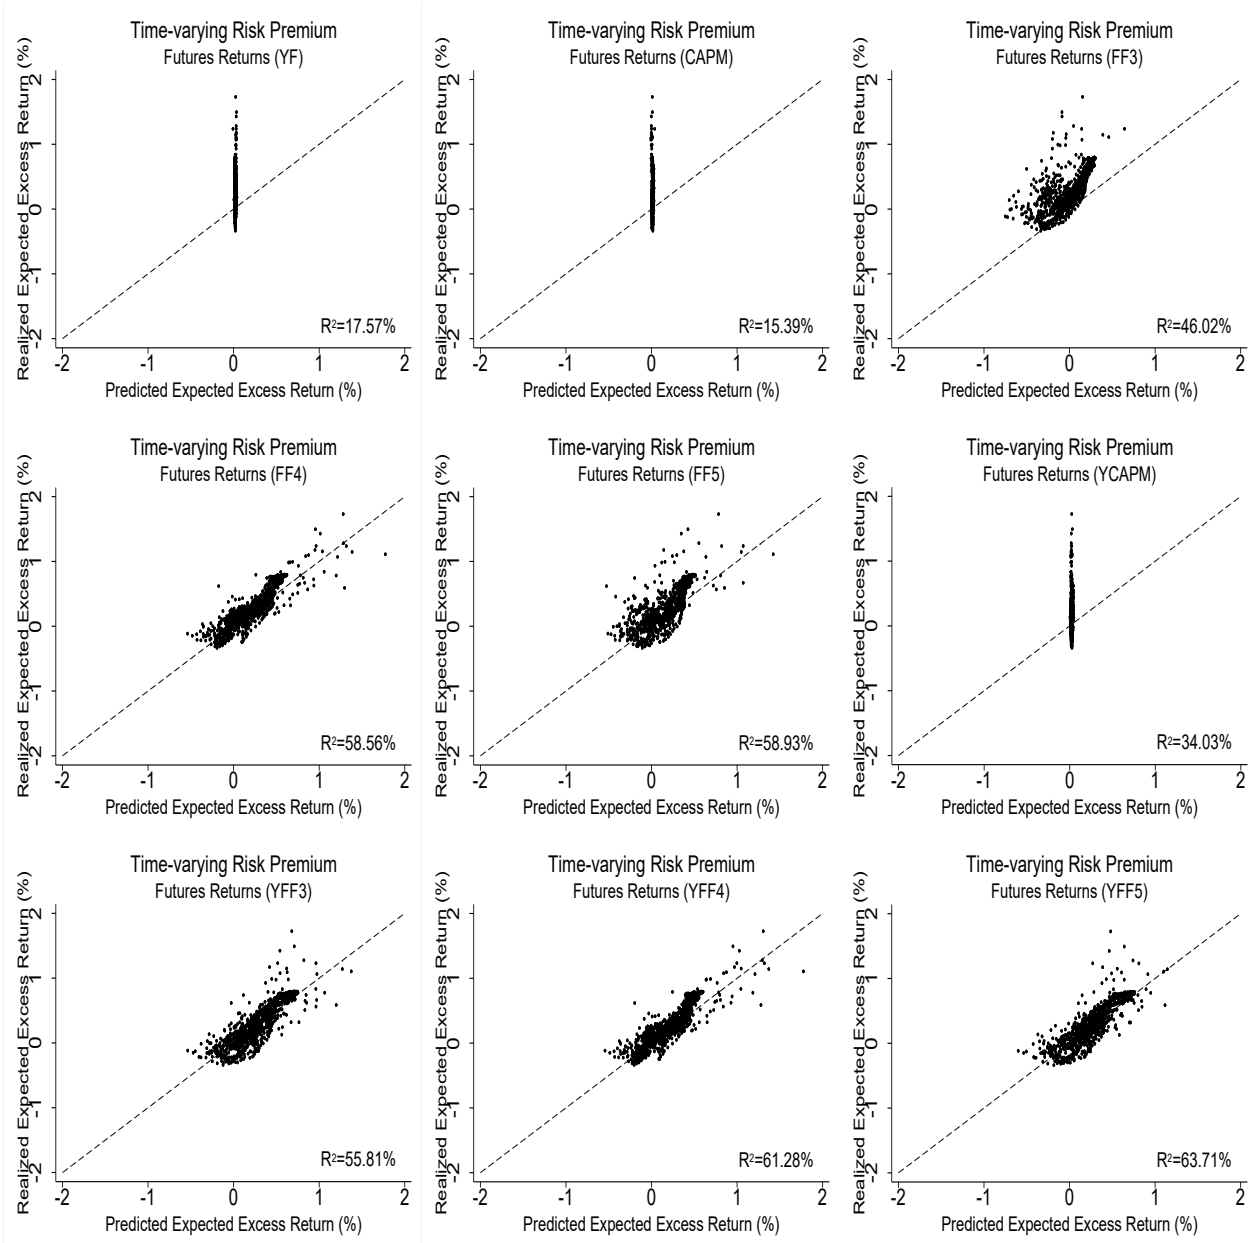 Time-varying Risk Premium
Futures Returns (YF)
Realized Expected Excess Return (%)
2
1
0
-1
-2
R²=17.57%
-2 -1 0 1 2
Predicted Expected Excess Return (%)
Time-varying Risk Premium
Futures Returns (CAPM)
Realized Expected Excess Return (%)
2
1
0
-1
-2
R²=15.39%
-2 -1 0 1 2
Predicted Expected Excess Return (%)
Time-varying Risk Premium
Futures Returns (FF3)
Realized Expected Excess Return (%)
2
1
0
-1
-2
R²=46.02%
-2 -1 0 1 2
Predicted Expected Excess Return (%)
Time-varying Risk Premium
Futures Returns (FF4)
Realized Expected Excess Return (%)
2
1
0
-1
-2
R²=58.56%
-2 -1 0 1 2
Predicted Expected Excess Return (%)
Time-varying Risk Premium
Futures Returns (FF5)
Realized Expected Excess Return (%)
2
1
0
-1
-2
R²=58.93%
-2 -1 0 1 2
Predicted Expected Excess Return (%)
Time-varying Risk Premium
Futures Returns (YCAPM)
Realized Expected Excess Return (%)
2
1
0
-1
-2
R²=34.03%
-2 -1 0 1 2
Predicted Expected Excess Return (%)
Time-varying Risk Premium
Futures Returns (YFF3)
Realized Expected Excess Return (%)
2
1
0
-1
-2
R²=55.81%
-2 -1 0 1 2
Predicted Expected Excess Return (%)
Time-varying Risk Premium
Futures Returns (YFF4)
Realized Expected Excess Return (%)
2
1
0
-1
-2
R²=61.28%
-2 -1 0 1 2
Predicted Expected Excess Return (%)
Time-varying Risk Premium
Futures Returns (YFF5)
Realized Expected Excess Return (%)
2
1
0
-1
-2
R²=63.71%
-2 -1 0 1 2
Predicted Expected Excess Return (%)